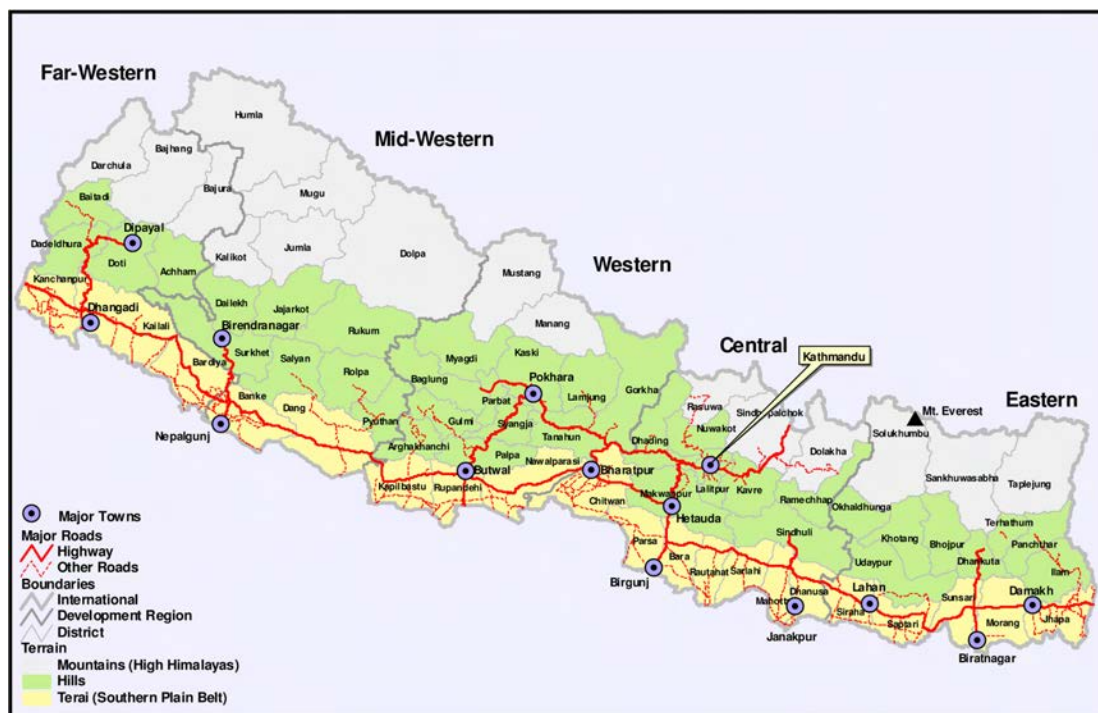 Far-Western
Mid-Western
Western
Central
Eastern
Humla
Bajhang
Darchula
Bajura
Mugu
Baitadi
Dipayal
Dadeldhura
Doti
Achham
Kalikot
Jumla
Dolpa
Mustang
Manang
Kanchanpur
Dhangadi
Kailali
Dailekh
Jajarkot
Birendranagar
Rukum
Surkhet
Salyan
Bardiya
Rolpa
Banke
Dang
Pyuthan
Nepalgunj
Myagdi
Kaski
Baglung
Pokhara
Parbat
Lamjung
Gorkha
Gulmi
Syangja
Tanahun
Arghakhanchi
Palpa
Nawalparasi
Butwal
Kapilbastu
Rupandehi
Bharatpur
Chitwan
Kathmandu
Rasuwa
Sindhupalchok
Nuwakot
Dhading
Dolakha
Lalitpur
Kavre
Makwanpur
Ramechhap
Hetauda
Sindhuli
Parsa
Bara
Birgunj
Rautahat
Sarlahi
Mahott
Dhanusa
Janakpur
Mt. Everest
Solukhumbu
Sankhuwasabha
Taplejung
Okhaldhunga
Terhathum
Khotang
Bhojpur
Panchthar
Dhankuta
Ilam
Udaypur
Lahan
Siraha
Saptari
Sunsari
Damakh
Morang
Jhapa
Biratnagar
Major Towns
Major Roads
Highway
Other Roads
Boundaries
International
Development Region
District
Terrain
Mountains (High Himalayas)
Hills
Terai (Southern Plain Belt)